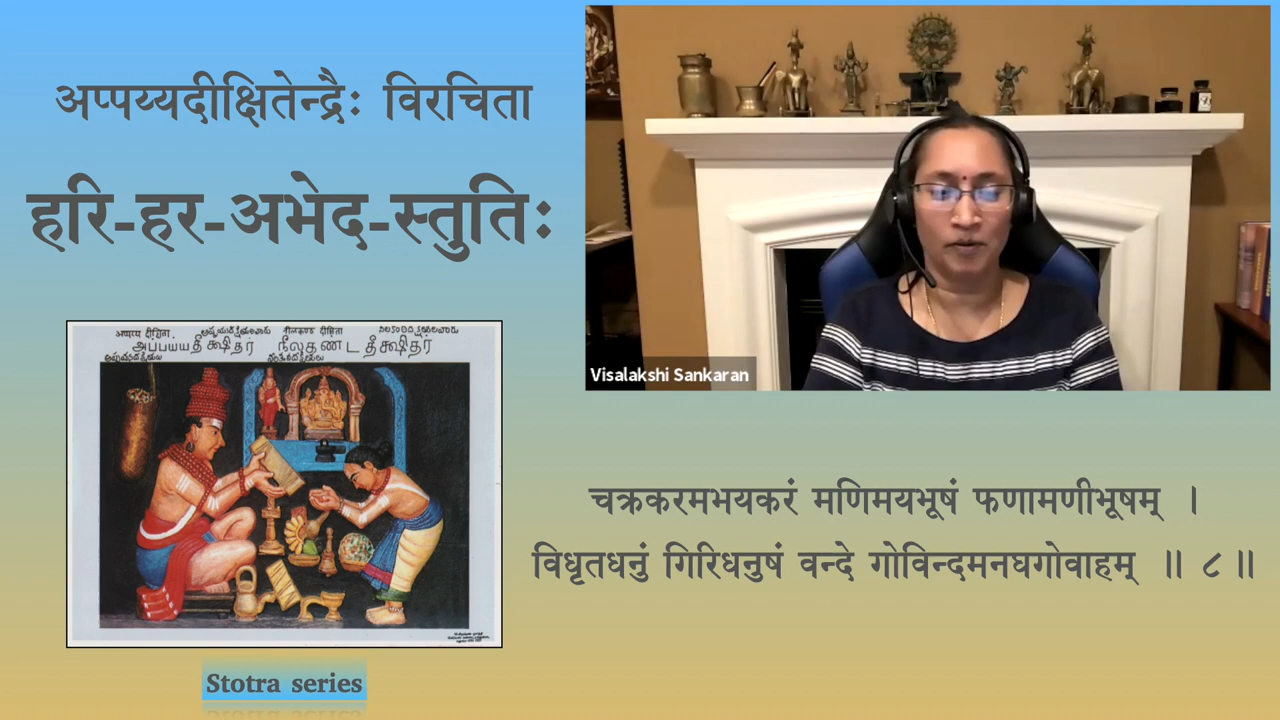 अप्पय्यदीक्षितेन्द्रैः विरचिता
हरि-हर-अभेद-स्तुतिः
अப்பய்ய தீக்ஷிதர் நீலகண்ட தீக்ஷிதர்
Visalakshi Sankaran
चक्रकरमभयकरं मणिमयभूषं फणामणीभूषम् ।
विधृतधनुं गिरिधनुषं वन्दे गोविन्दमनघगोवाहम् ॥ ८ ॥
Stotra series